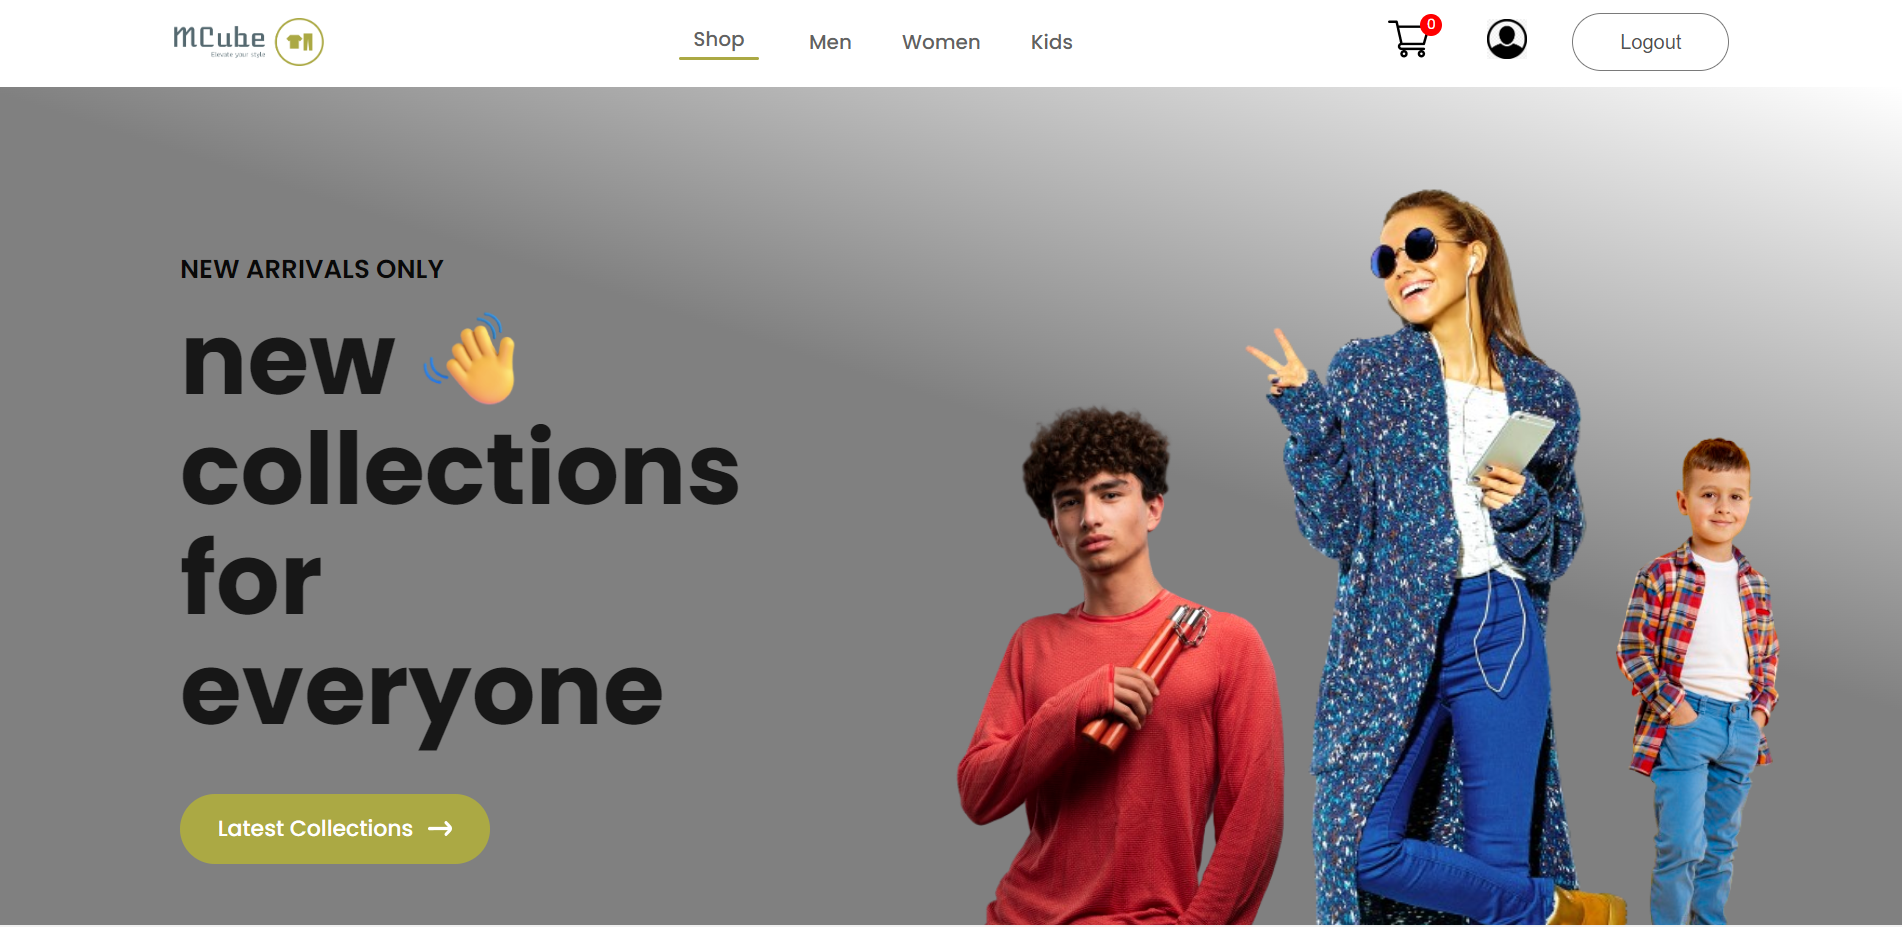 MCube
Elevate your style
Shop
Men
Women
Kids
0
Logout
NEW ARRIVALS ONLY
new 👋
collections
for
everyone
Latest Collections →